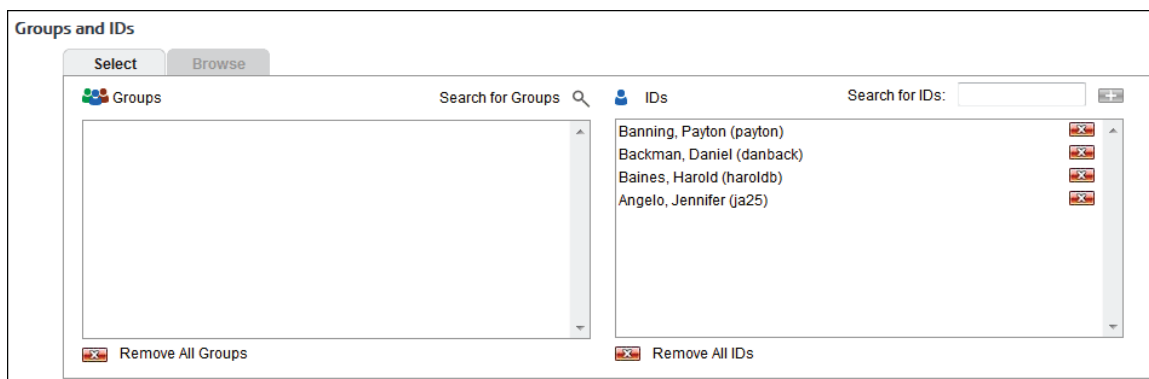 Groups and IDs
Select Browse
Groups Search for Groups
IDs Search for IDs:
Banning, Payton (payton)
Backman, Daniel (danback)
Baines, Harold (haroldb)
Angelo, Jennifer (ja25)
Remove All Groups
Remove All IDs